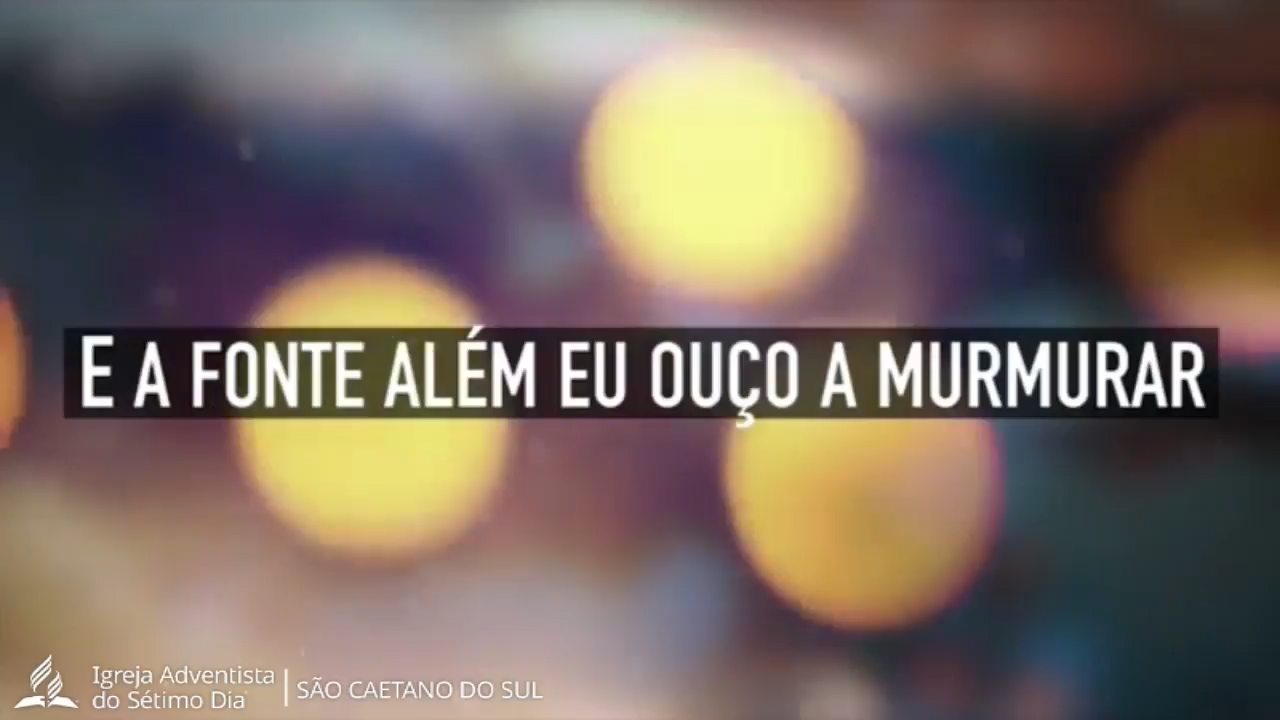 E A FONTE ALÉM EU OUÇO A MURMURAR
Igreja Adventista
do Sétimo Dia
SÃO CAETANO DO SUL